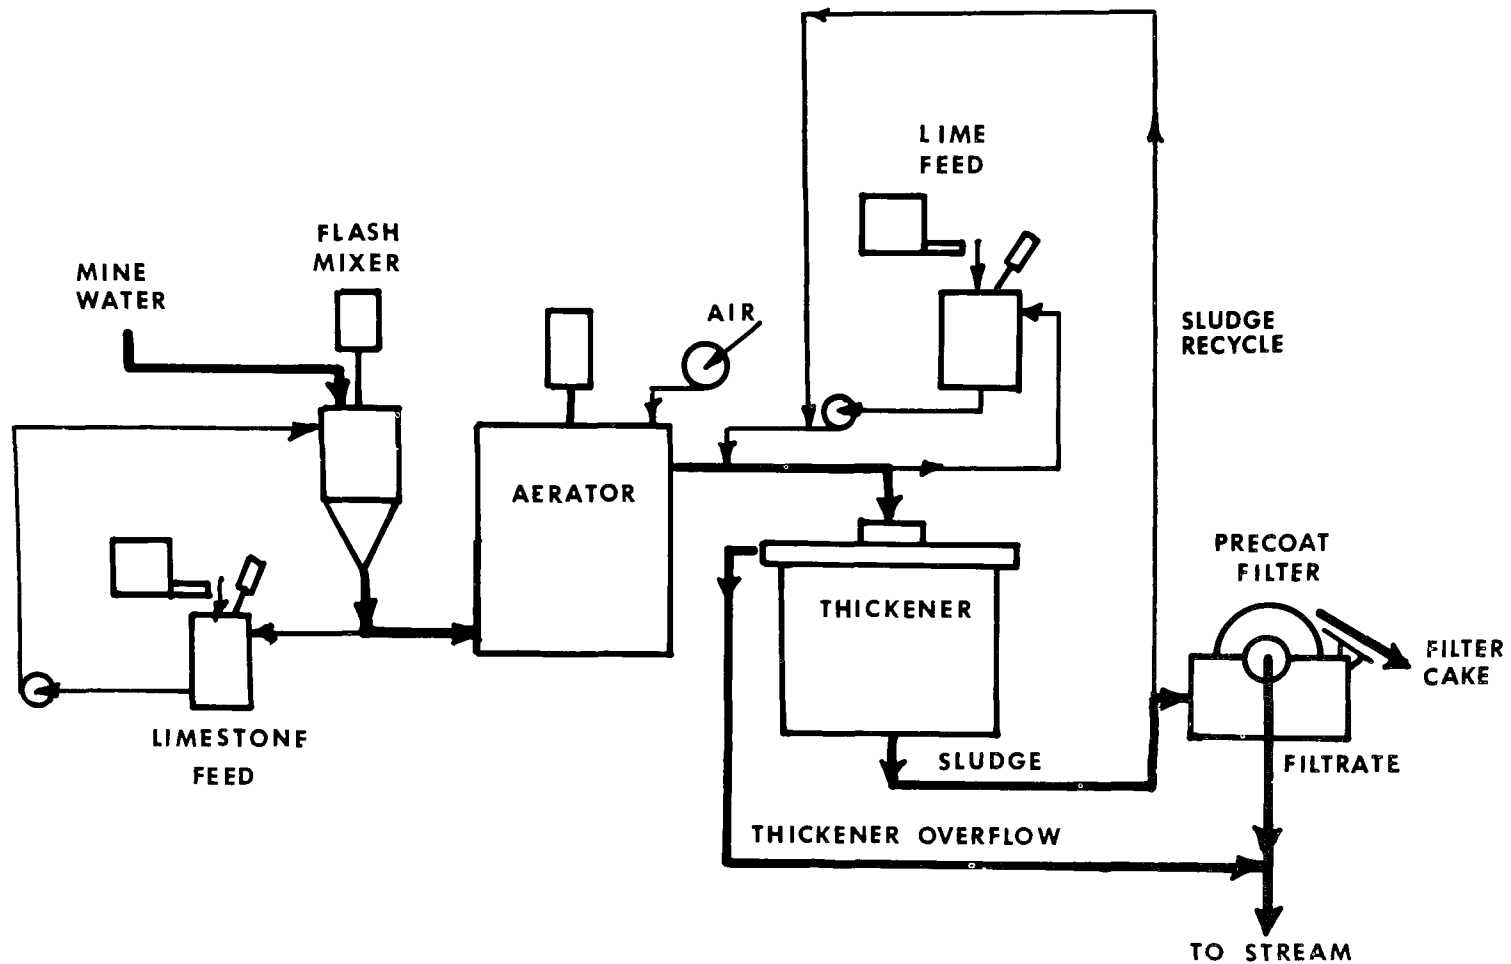 LIME
FEED
FLASH
MIXER
MINE
WATER
AIR
SLUDGE
RECYCLE
AERATOR
PRECOAT
FILTER
THICKENER
FILTER
CAKE
LIMESTONE
FEED
SLUDGE
FILTRATE
THICKENER OVERFLOW
TO STREAM